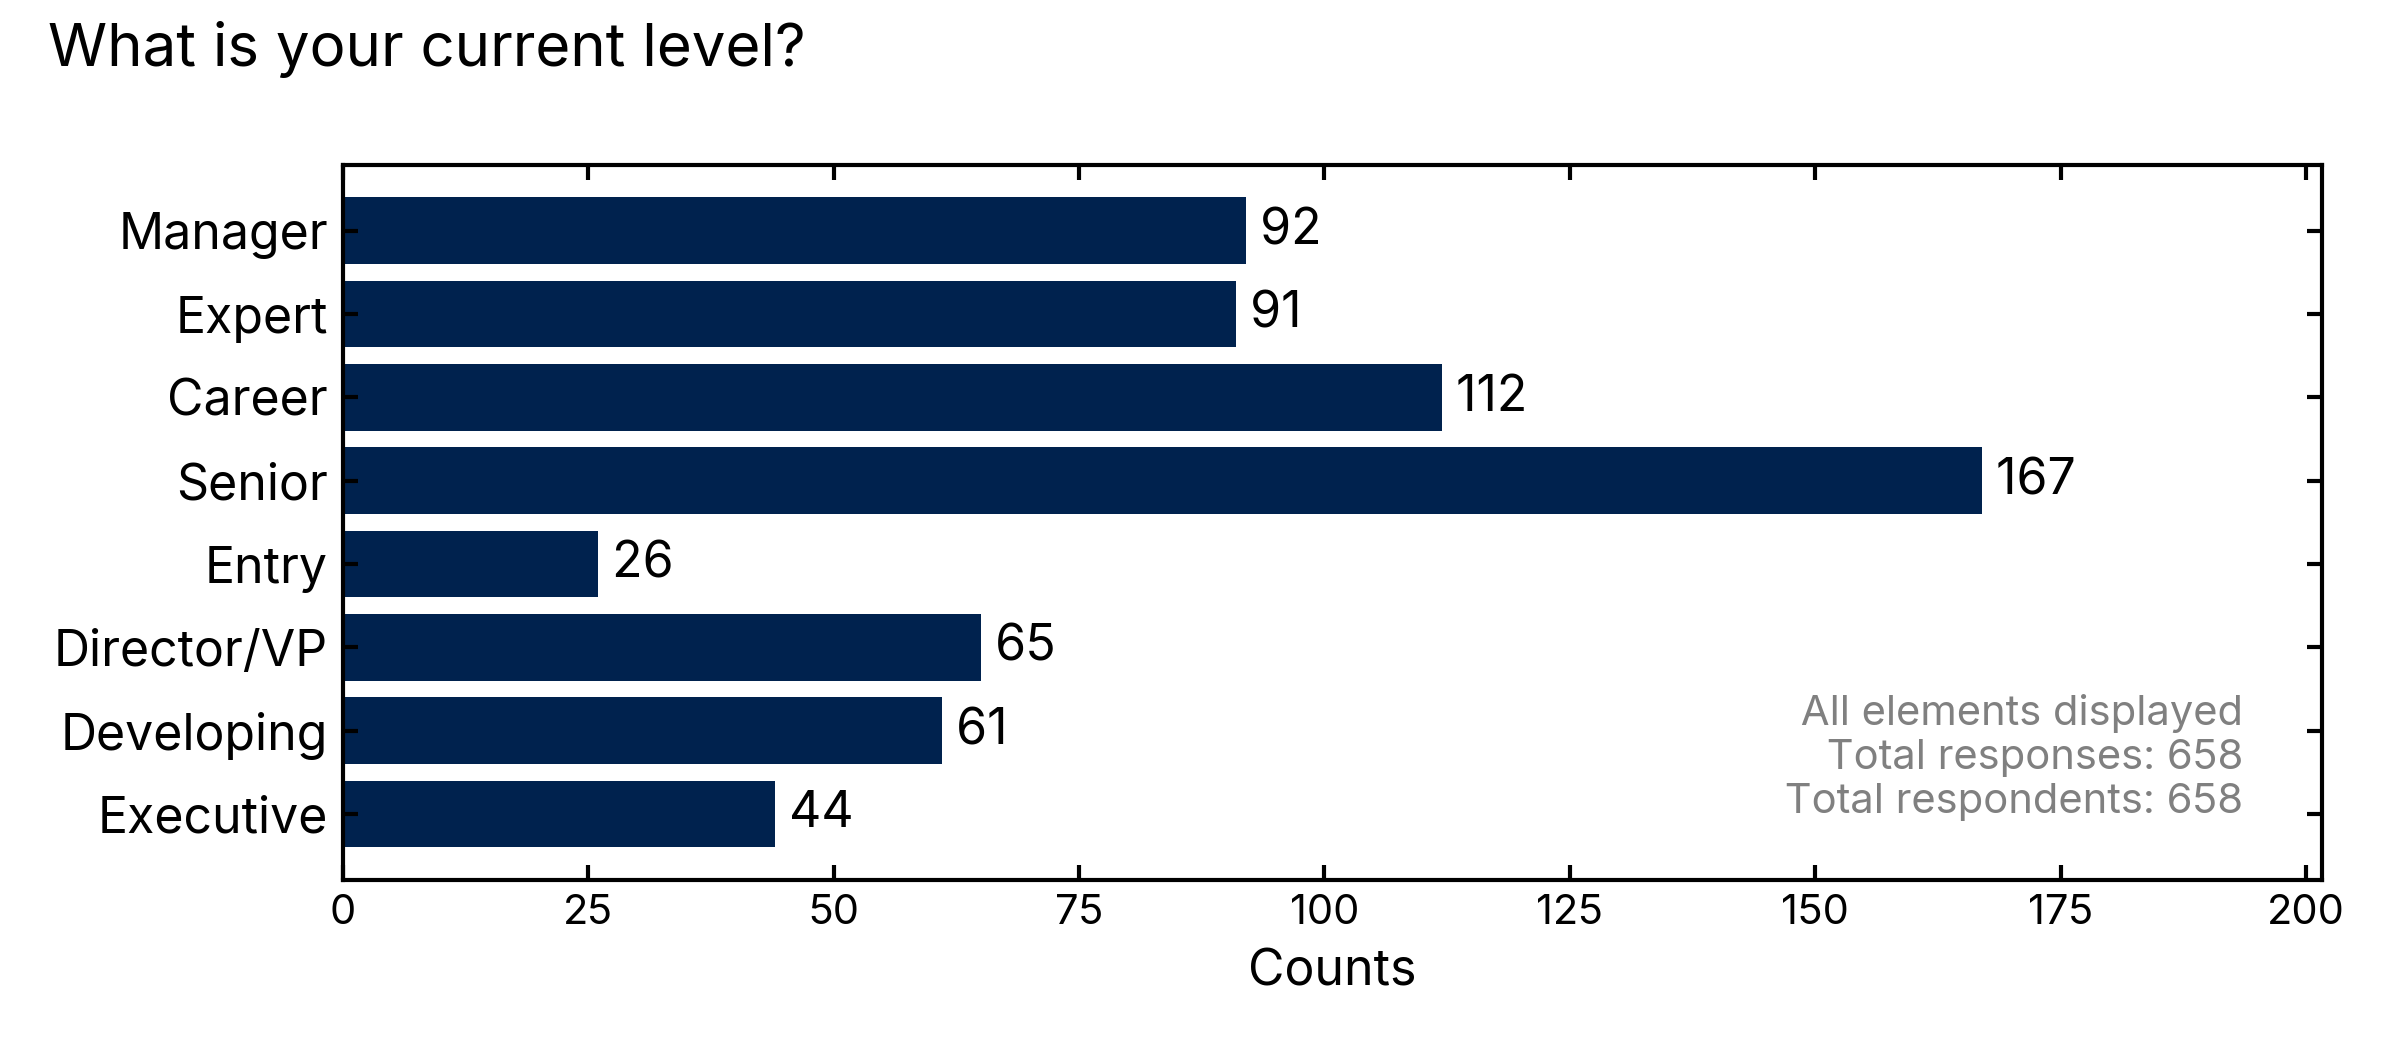 What is your current level?
Manager 92
Expert 91
Career 112
Senior 167
Entry 26
Director/VP 65
Developing 61
Executive 44
All elements displayed
Total responses: 658
Total respondents: 658
0 25 50 75 100 125 150 175 200
Counts